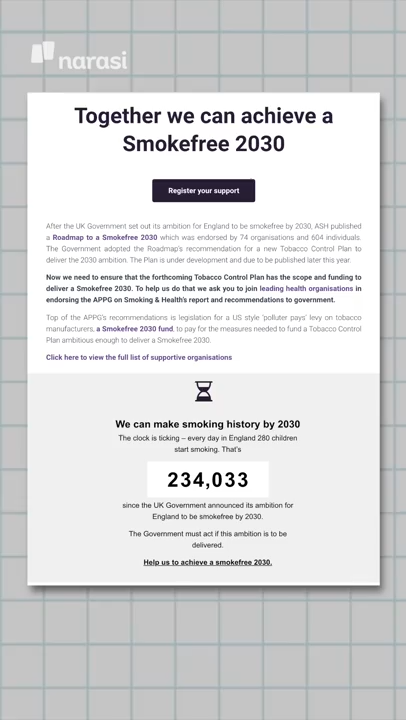 narasi
Together we can achieve a
Smokefree 2030
Register your support
After the UK Government set out its ambition for England to be smokefree by 2030, ASH published
a Roadmap to a Smokefree 2030 which was endorsed by 74 organisations and 604 individuals.
The Government adopted the Roadmap's recommendation for a new Tobacco Control Plan to
deliver the 2030 ambition. The Plan is under development and due to be published later this year.
Now we need to ensure that the forthcoming Tobacco Control Plan has the scope and funding to
deliver a Smokefree 2030. To help us do that we ask you to join leading health organisations in
endorsing the APPG on Smoking & Health's report and recommendations to government.
Top of the APPG's recommendations is legislation for a US style 'polluter pays' levy on tobacco
manufacturers, a Smokefree 2030 fund, to pay for the measures needed to fund a Tobacco Control
Plan ambitious enough to deliver a Smokefree 2030.
Click here to view the full list of supportive organisations
We can make smoking history by 2030
The clock is ticking – every day in England 280 children
start smoking. That's
234,033
since the UK Government announced its ambition for
England to be smokefree by 2030.
The Government must act if this ambition is to be
delivered.
Help us to achieve a smokefree 2030.